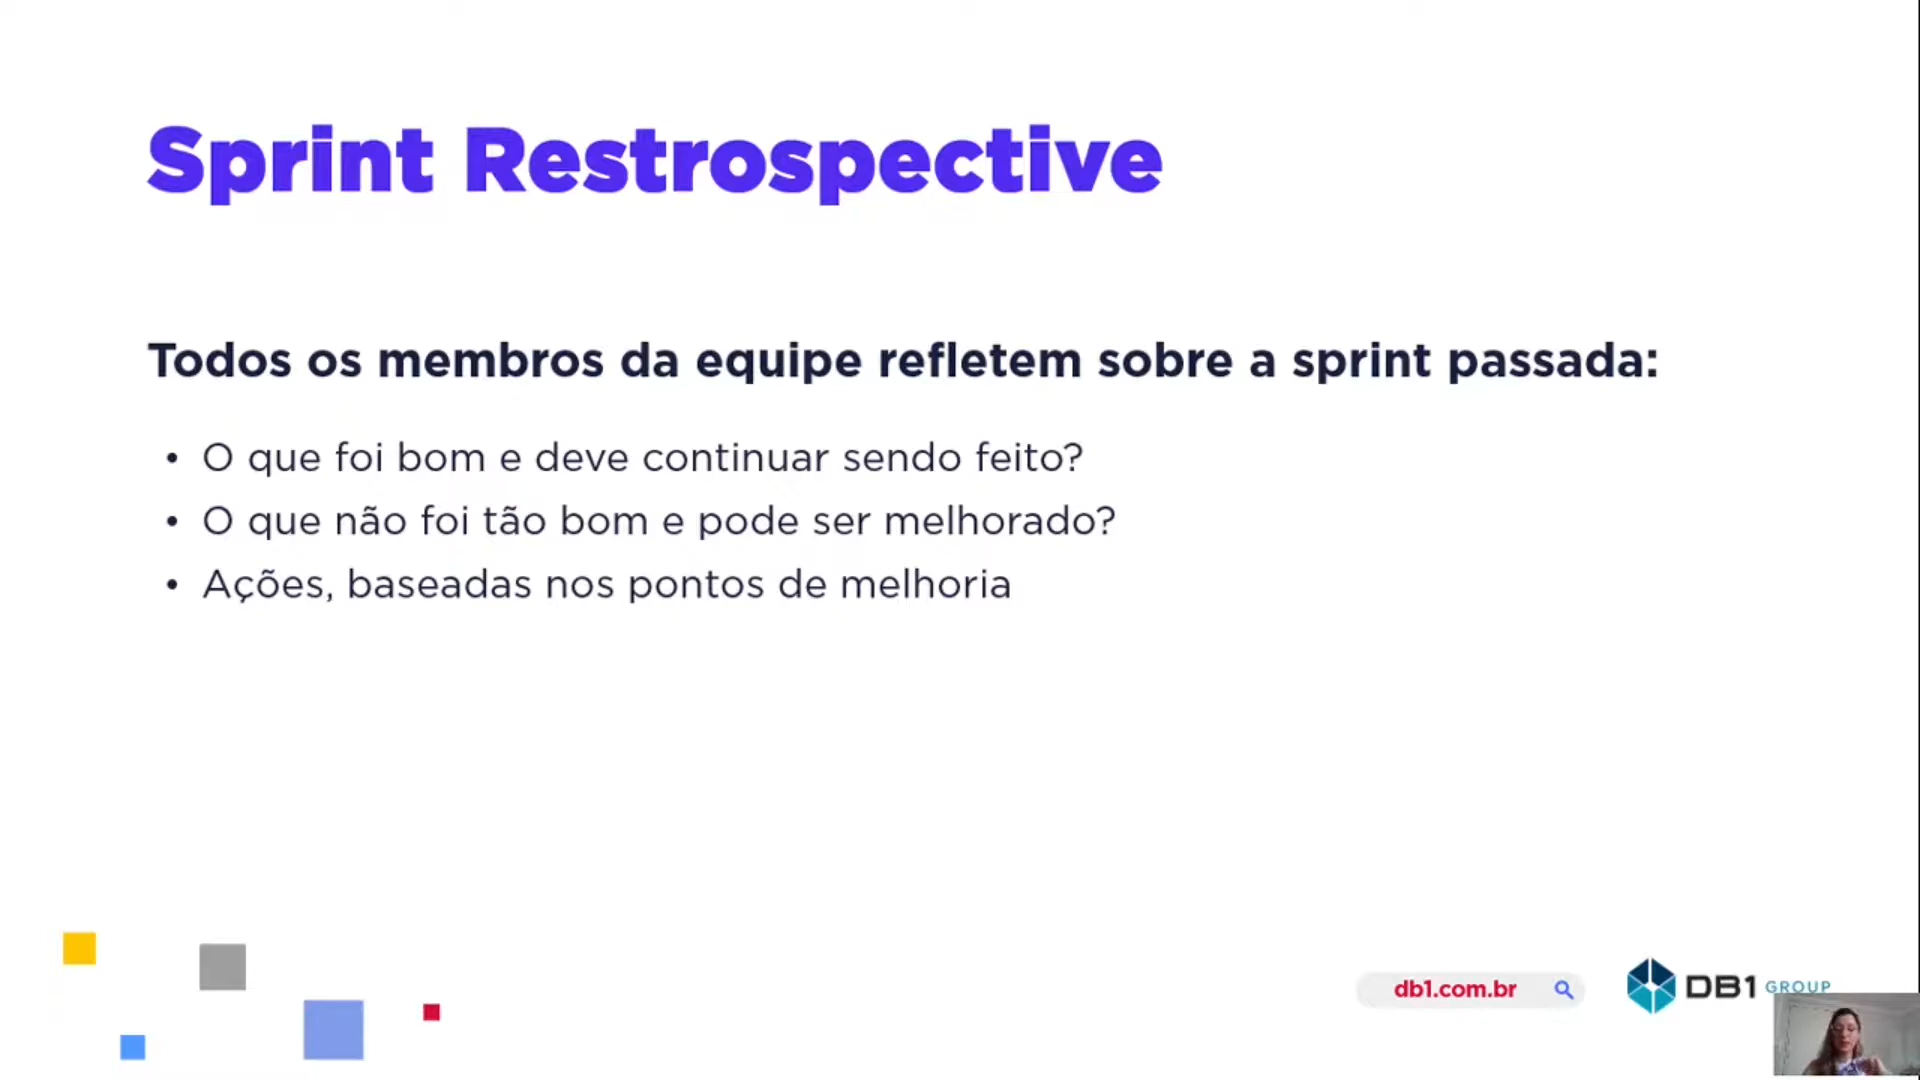 Sprint Restrospective
Todos os membros da equipe refletem sobre a sprint passada:
• O que foi bom e deve continuar sendo feito?
• O que não foi tão bom e pode ser melhorado?
• Ações, baseadas nos pontos de melhoria
db1.com.br
DB1 GROUP